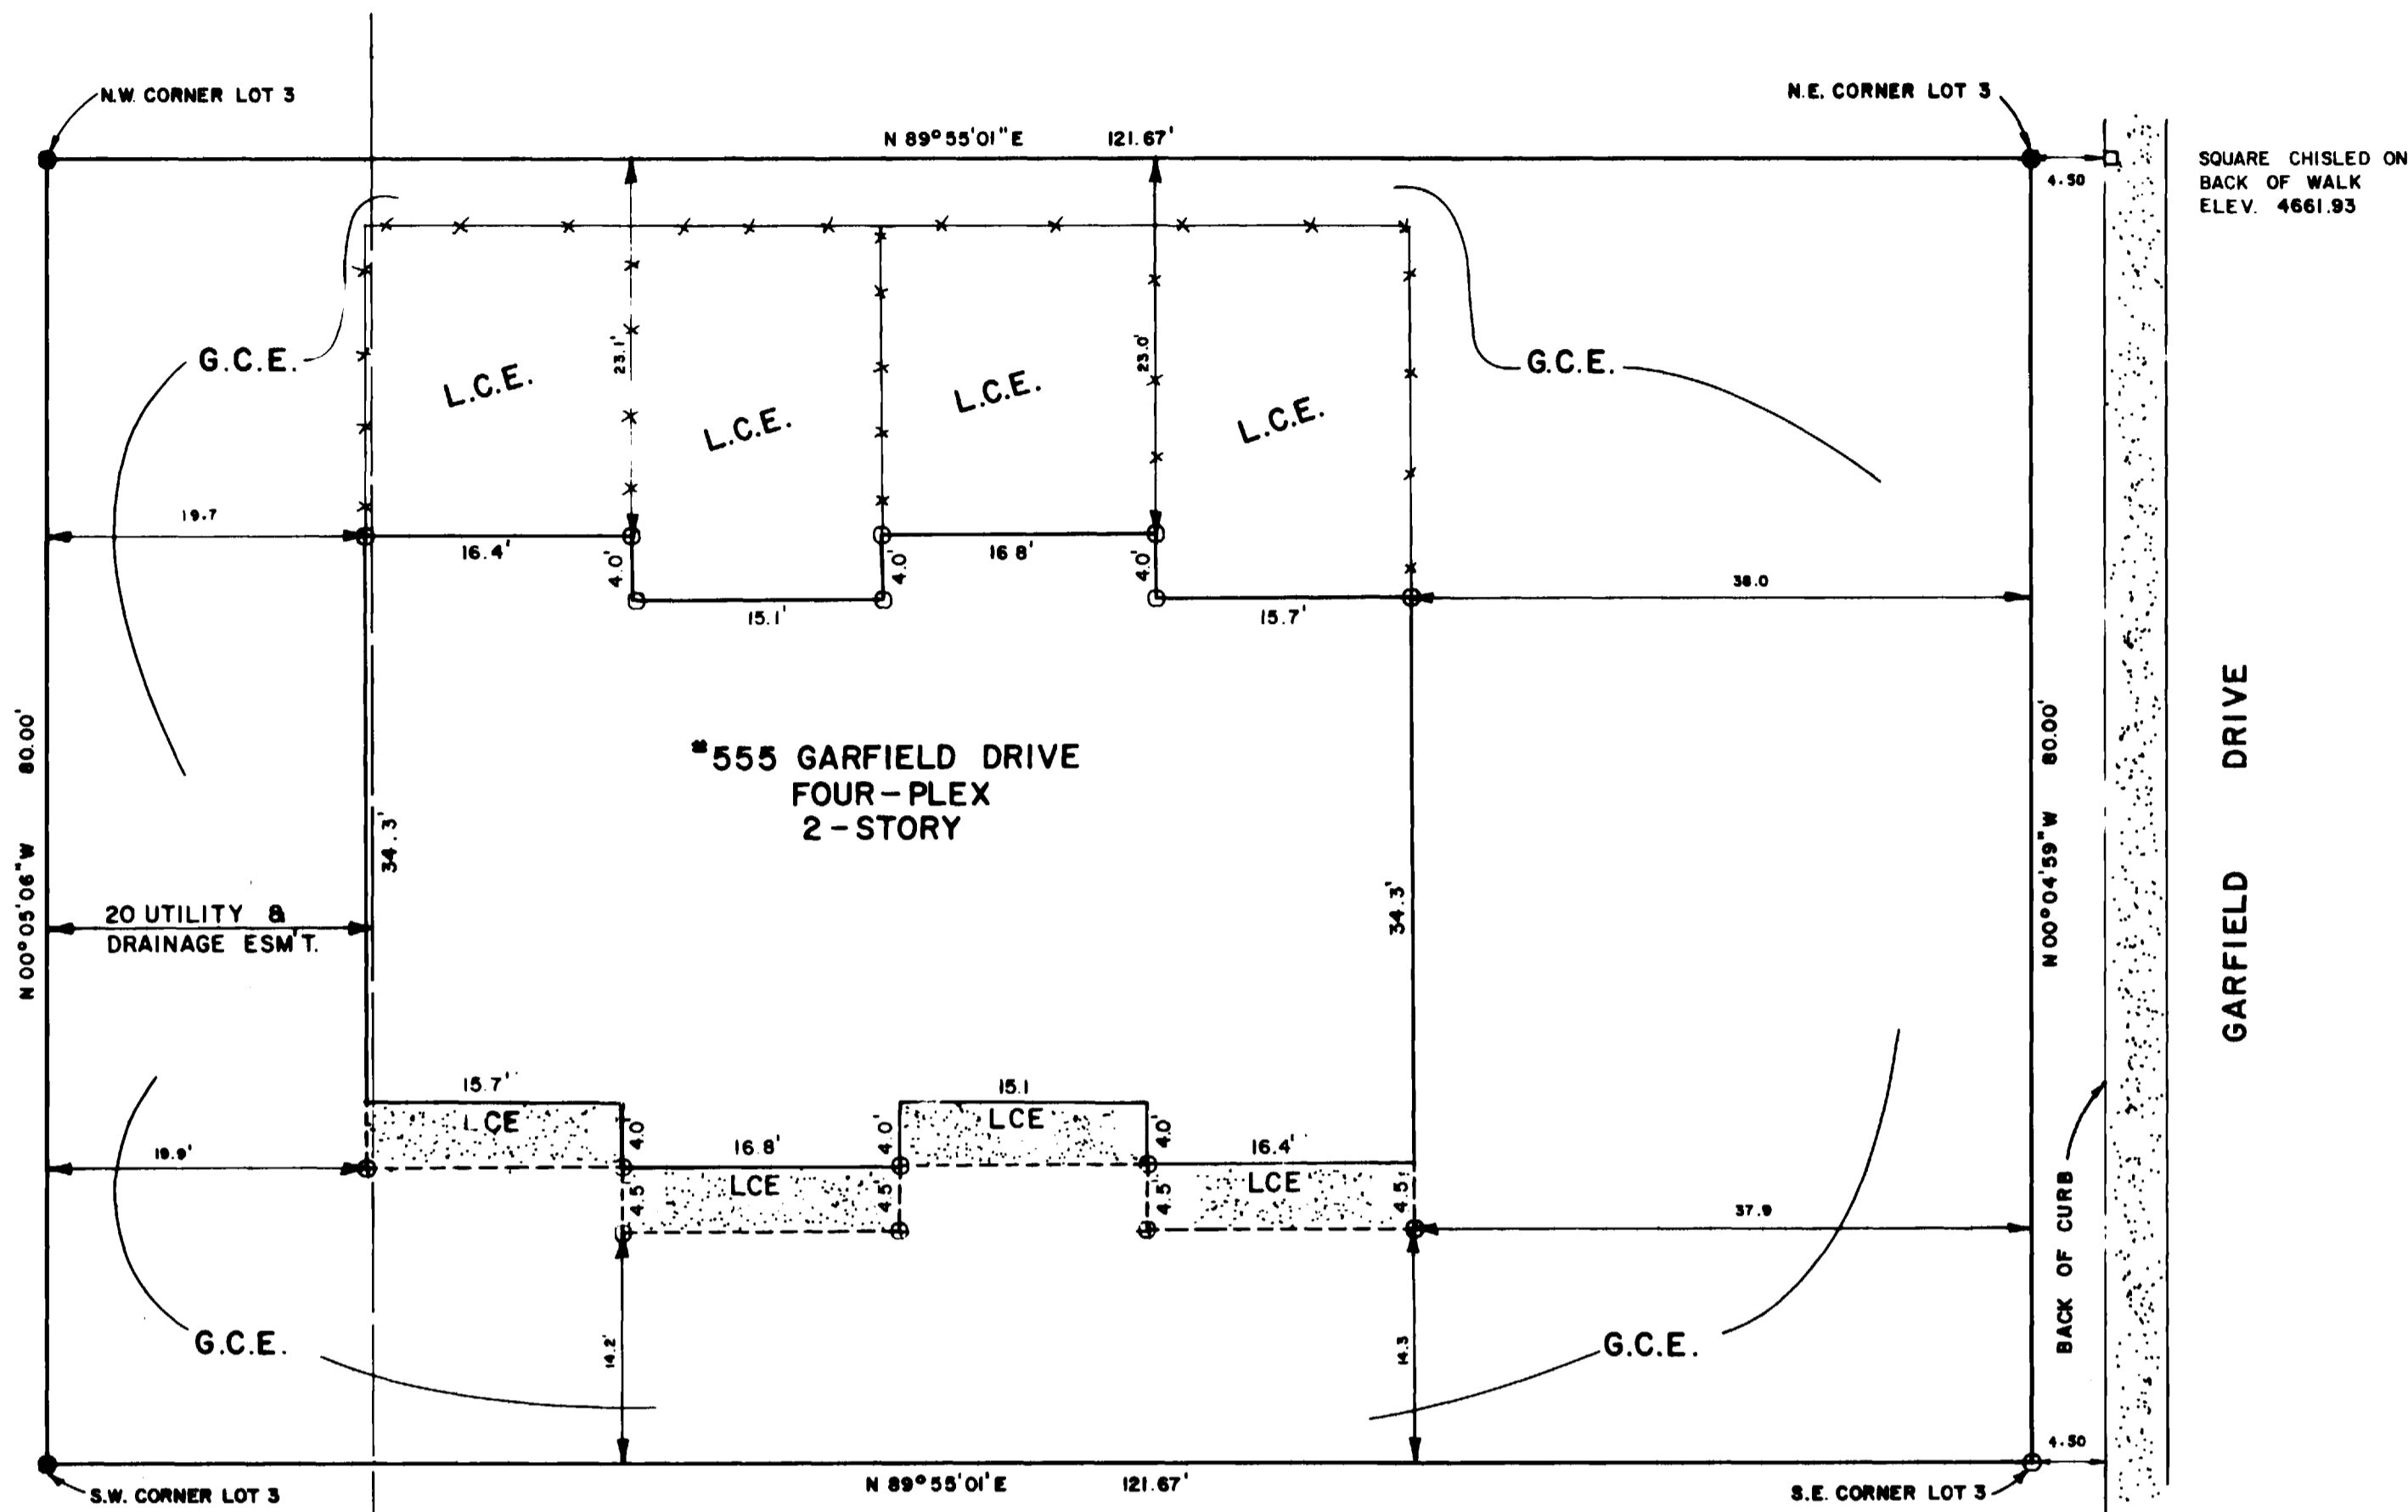 N.W. CORNER LOT 3
N.E. CORNER LOT 3
N 89°55'01"E 121.67'
4.50
SQUARE CHISLED ON
BACK OF WALK
ELEV. 4661.93
G.C.E.
L.C.E.
23.1'
L.C.E.
L.C.E.
23.0'
L.C.E.
G.C.E.
19.7
16.4'
4.0'
15.1'
4.0'
16 8'
4.0'
15.7'
38.0
#555 GARFIELD DRIVE
FOUR-PLEX
2-STORY
N 00°05'06"W 80.00'
34.3'
34.3'
N 00°04'59"W 80.00'
GARFIELD DRIVE
20 UTILITY &
DRAINAGE ESM'T.
15.7'
LCE
4.0'
16.8'
4.0'
15.1
LCE
4.0'
16.4'
19.9'
4.5'
LCE
4.5'
4.5'
LCE
4.5'
37.9
BACK OF CURB
G.C.E.
14.2'
14.3
G.C.E.
4.50
S.W. CORNER LOT 3
N 89°55'01'E 121.67'
S.E. CORNER LOT 3